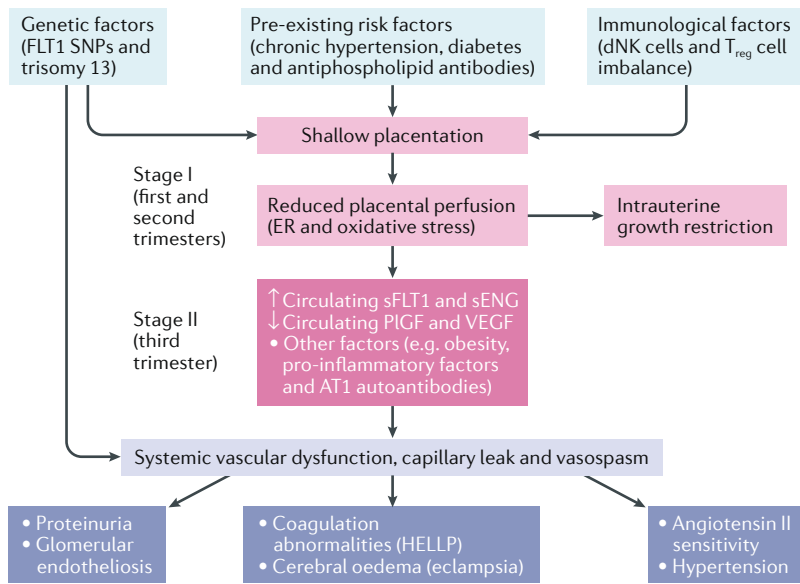 Genetic factors
(FLT1 SNPs and
trisomy 13)
Pre-existing risk factors
(chronic hypertension, diabetes
and antiphospholipid antibodies)
Immunological factors
(dNK cells and Treg cell
imbalance)
Shallow placentation
Stage I
(first and
second
trimesters)
Reduced placental perfusion
(ER and oxidative stress)
Intrauterine
growth restriction
Stage II
(third
trimester)
↑ Circulating sFLT1 and sENG
↓ Circulating PlGF and VEGF
• Other factors (e.g. obesity,
pro-inflammatory factors
and AT1 autoantibodies)
Systemic vascular dysfunction, capillary leak and vasospasm
• Proteinuria
• Glomerular
endotheliosis
• Coagulation
abnormalities (HELLP)
• Cerebral oedema (eclampsia)
• Angiotensin II
sensitivity
• Hypertension